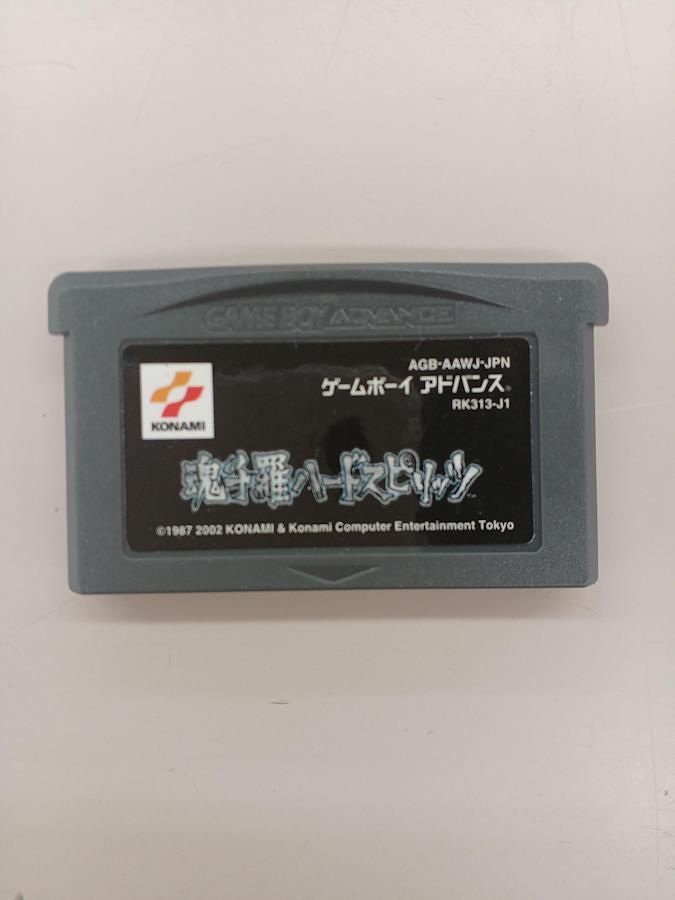 GAME BOY ADVANCE
AGB-AAWJ-JPN
ゲームボーイ アドバンス®
RK313-J1
KONAMI
魂斗羅ハードスピリッツ
©1987 2002 KONAMI & Konami Computer Entertainment Tokyo